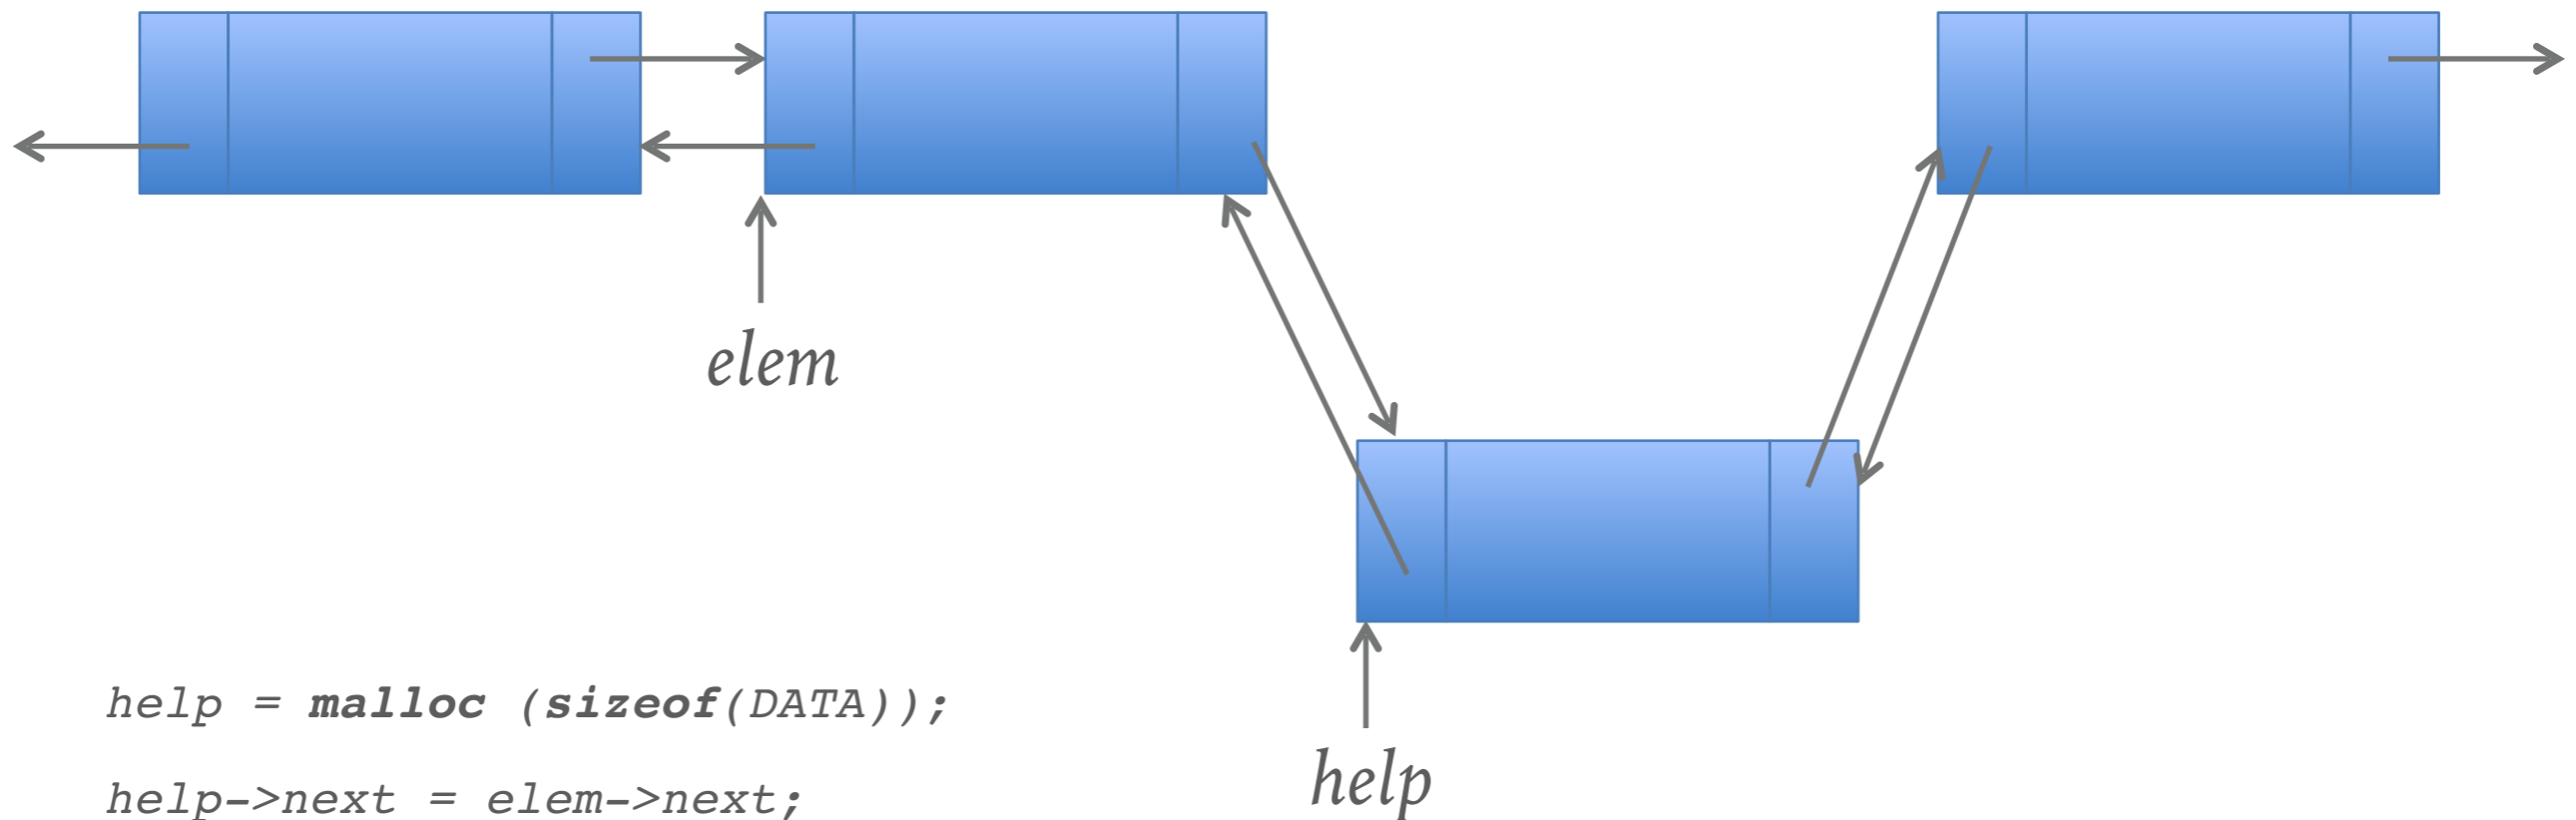 elem
help = malloc (sizeof(DATA));
help
help->next = elem->next;